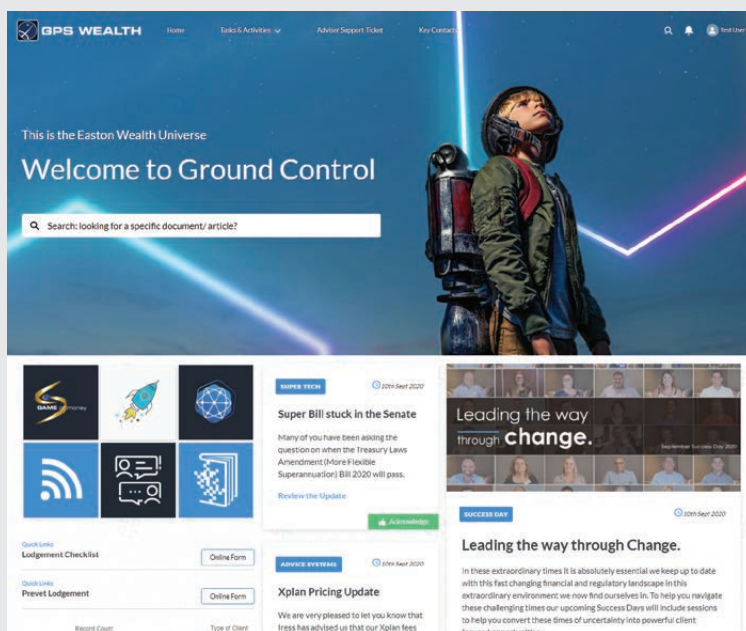 GPS WEALTH
Home
Tasks & Activities
Adviser Support Ticket
Key Contacts
Test User
This is the Easton Wealth Universe
Welcome to Ground Control
Search: looking for a specific document/ article?
GAME of money
Quick Links
Lodgement Checklist
Online Form
Quick Links
Prevet Lodgement
Online Form
Record Count
Type of Client
SUPER TECH
10th Sept 2020
Super Bill stuck in the Senate
Many of you have been asking the
question on when the Treasury Laws
Amendment (More Flexible
Superannuation) Bill 2020 will pass.
Review the Update
Acknowledge
ADVICE SYSTEMS
10th Sept 2020
Xplan Pricing Update
We are very pleased to let you know that
Iress has advised us that our Xplan fees
Leading the way
through change.
September Success Day 2020
SUCCESS DAY
10th Sept 2020
Leading the way through Change.
In these extraordinary times it is absolutely essential we keep up to date
with this fast changing financial and regulatory landscape in this
extraordinary environment we now find ourselves in. To help you navigate
these challenging times our upcoming Success Days will include sessions
to help you convert these times of uncertainty into powerful client